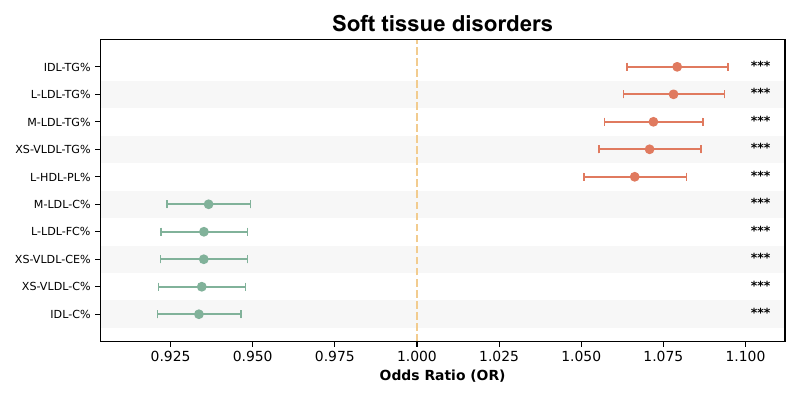 Soft tissue disorders
IDL-TG% ***
L-LDL-TG% ***
M-LDL-TG% ***
XS-VLDL-TG% ***
L-HDL-PL% ***
M-LDL-C% ***
L-LDL-FC% ***
XS-VLDL-CE% ***
XS-VLDL-C% ***
IDL-C% ***
0.925 0.950 0.975 1.000 1.025 1.050 1.075 1.100
Odds Ratio (OR)